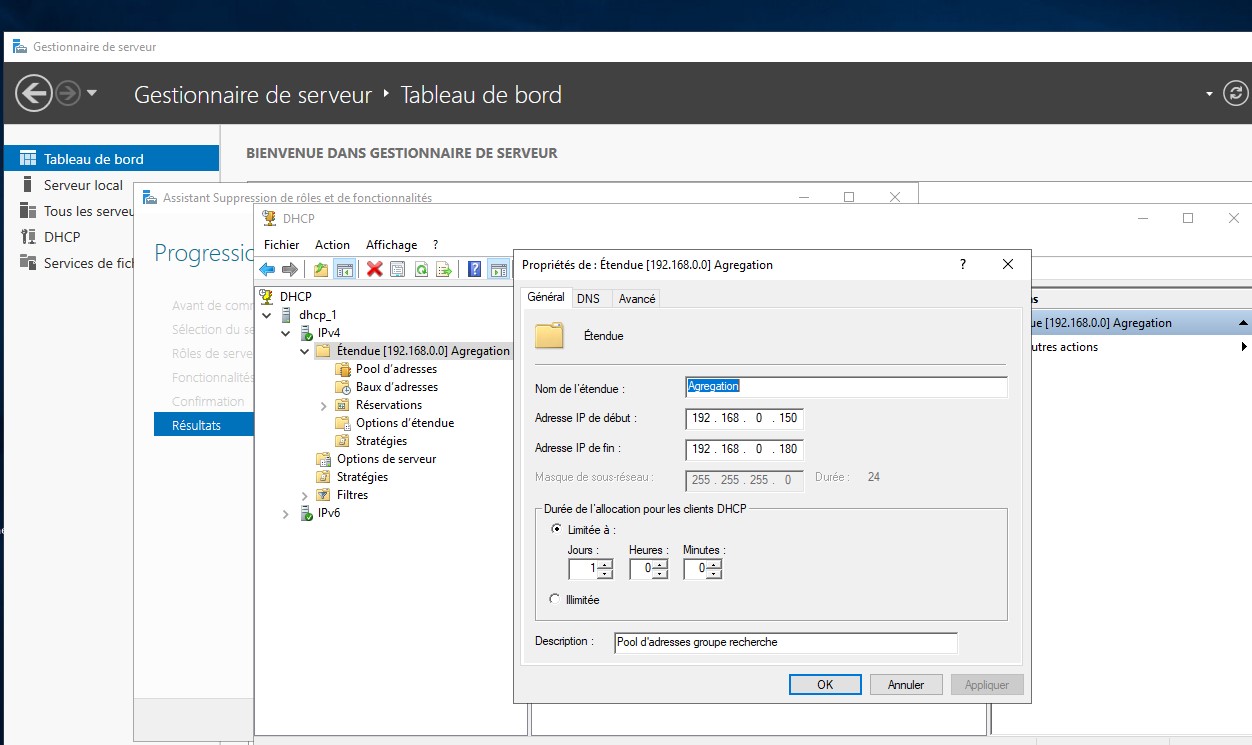 Gestionnaire de serveur
Gestionnaire de serveur ‣ Tableau de bord
Tableau de bord
Serveur local
Tous les serveu
DHCP
Services de fich
BIENVENUE DANS GESTIONNAIRE DE SERVEUR
Assistant Suppression de rôles et de fonctionnalités
Progressio
Avant de comm
Sélection du se
Rôles de serve
Fonctionnalités
Confirmation
Résultats
DHCP
Fichier Action Affichage ?
DHCP
dhcp_1
IPv4
Étendue [192.168.0.0] Agregation
Pool d'adresses
Baux d'adresses
Réservations
Options d'étendue
Stratégies
Options de serveur
Stratégies
Filtres
IPv6
Propriétés de : Étendue [192.168.0.0] Agregation ?
Général DNS Avancé
Étendue
Nom de l'étendue : Agregation
Adresse IP de début : 192 . 168 . 0 . 150
Adresse IP de fin : 192 . 168 . 0 . 180
Masque de sous-réseau : 255 . 255 . 255 . 0 Durée : 24
Durée de l'allocation pour les clients DHCP
Limitée à :
Jours : Heures : Minutes :
1 0 0
Illimitée
Description : Pool d'adresses groupe recherche
OK Annuler Appliquer
s
ue [192.168.0.0] Agregation
utres actions